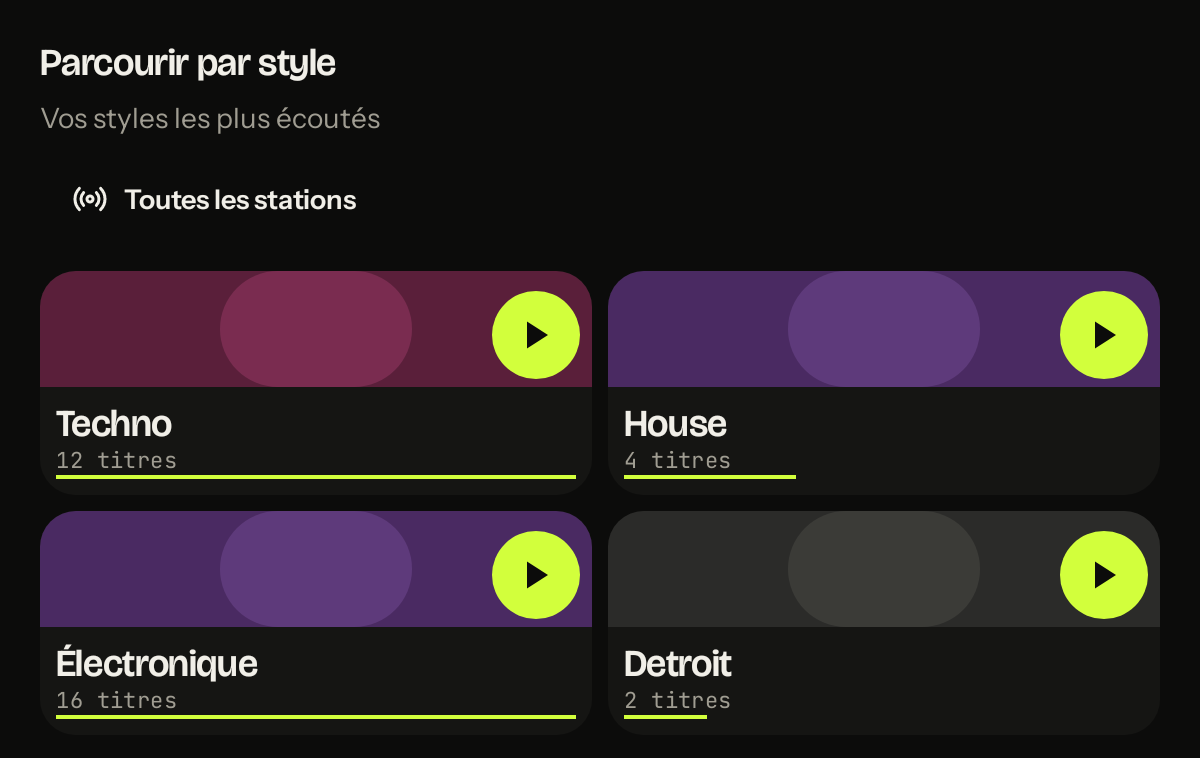 Parcourir par style
Vos styles les plus écoutés
Toutes les stations
Techno
12 titres
House
4 titres
Électronique
16 titres
Detroit
2 titres